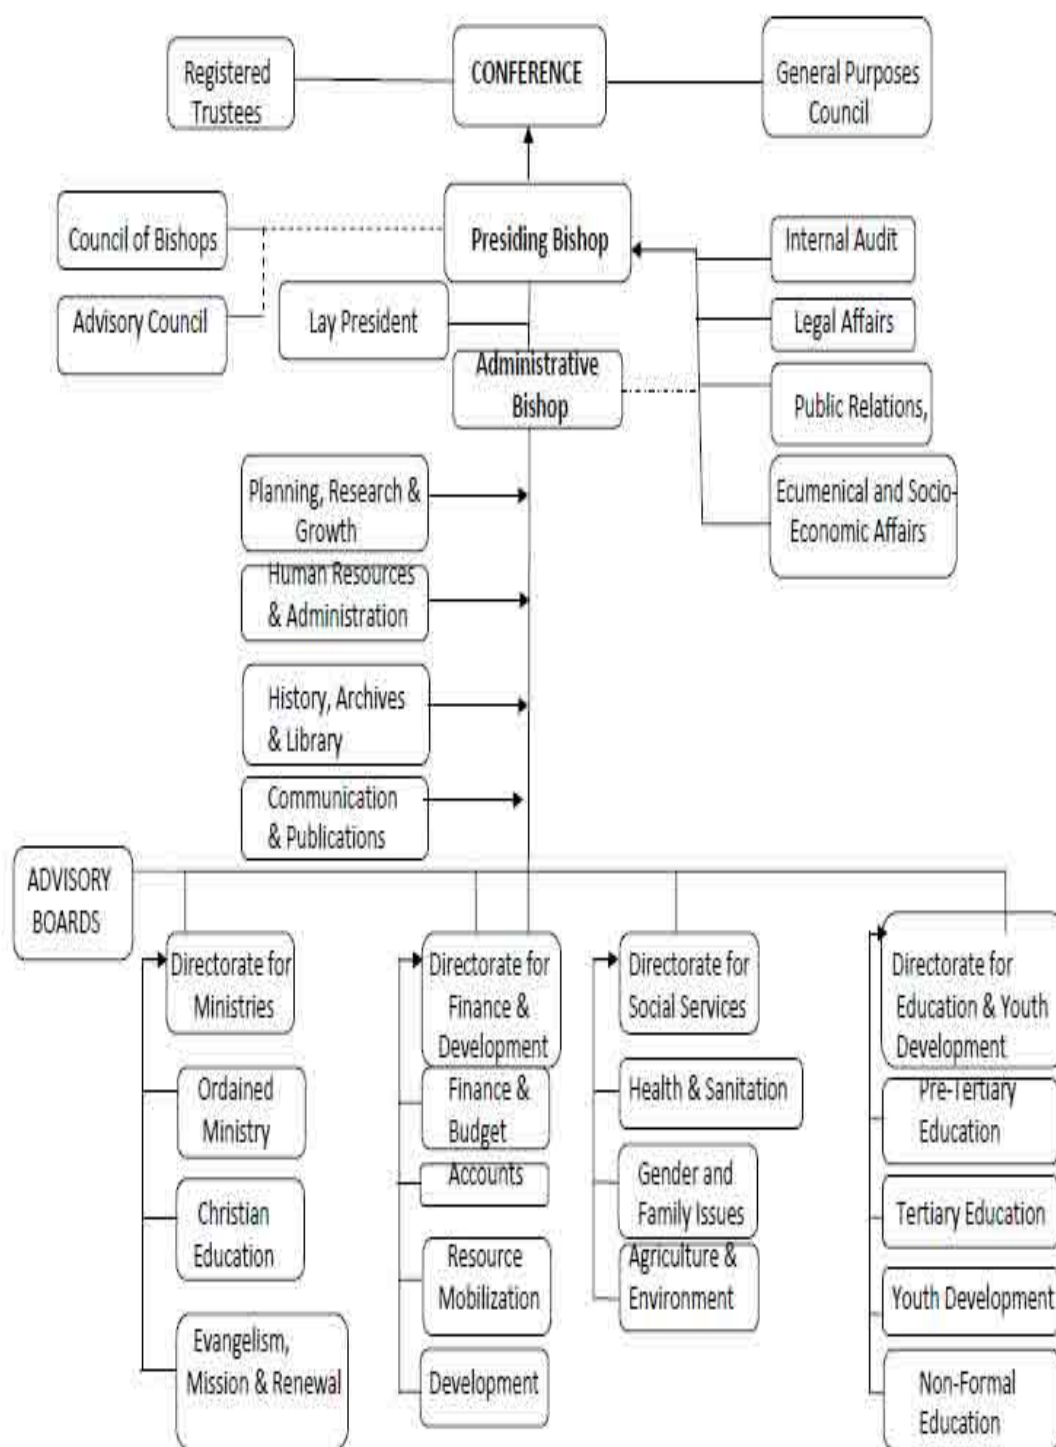 Registered
Trustees
CONFERENCE
General Purposes
Council
Council of Bishops
Presiding Bishop
Internal Audit
Advisory Council
Lay President
Legal Affairs
Administrative
Bishop
Public Relations,
Planning, Research &
Growth
Ecumenical and Socio-
Economic Affairs
Human Resources
& Administration
History, Archives
& Library
Communication
& Publications
ADVISORY
BOARDS
Directorate for
Ministries
Ordained
Ministry
Christian
Education
Evangelism,
Mission & Renewal
Directorate for
Finance &
Development
Finance &
Budget
Accounts
Resource
Mobilization
Development
Directorate for
Social Services
Health & Sanitation
Gender and
Family Issues
Agriculture &
Environment
Directorate for
Education & Youth
Development
Pre-Tertiary
Education
Tertiary Education
Youth Development
Non-Formal
Education